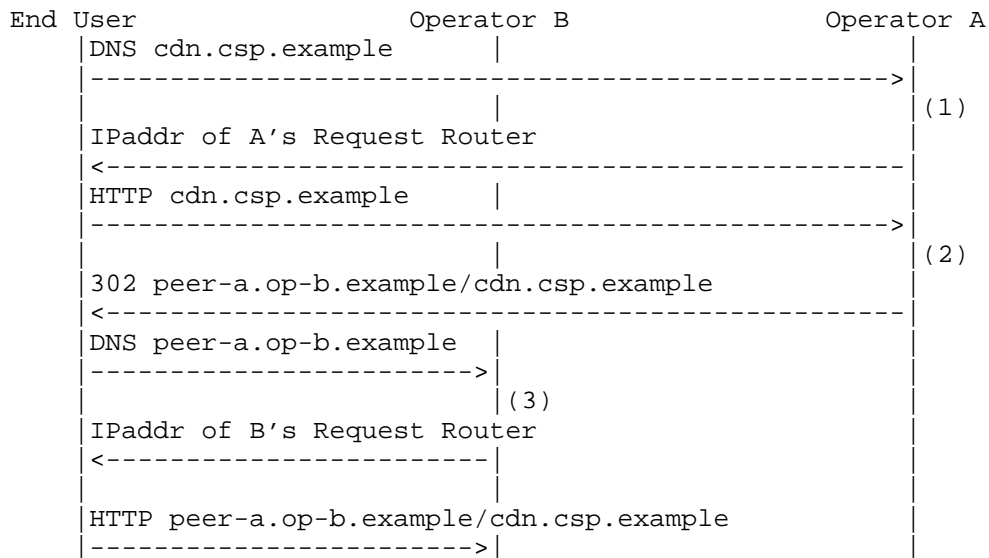 End User Operator B Operator A
|DNS cdn.csp.example | |
|-------------------------------------------------->|
| | |(1)
|IPaddr of A's Request Router |
|<--------------------------------------------------|
|HTTP cdn.csp.example | |
|-------------------------------------------------->|
| | |(2)
|302 peer-a.op-b.example/cdn.csp.example |
|<--------------------------------------------------|
|DNS peer-a.op-b.example | |
|------------------------>| |
| |(3) |
|IPaddr of B's Request Router |
|<------------------------| |
| | |
|HTTP peer-a.op-b.example/cdn.csp.example |
|------------------------>| |